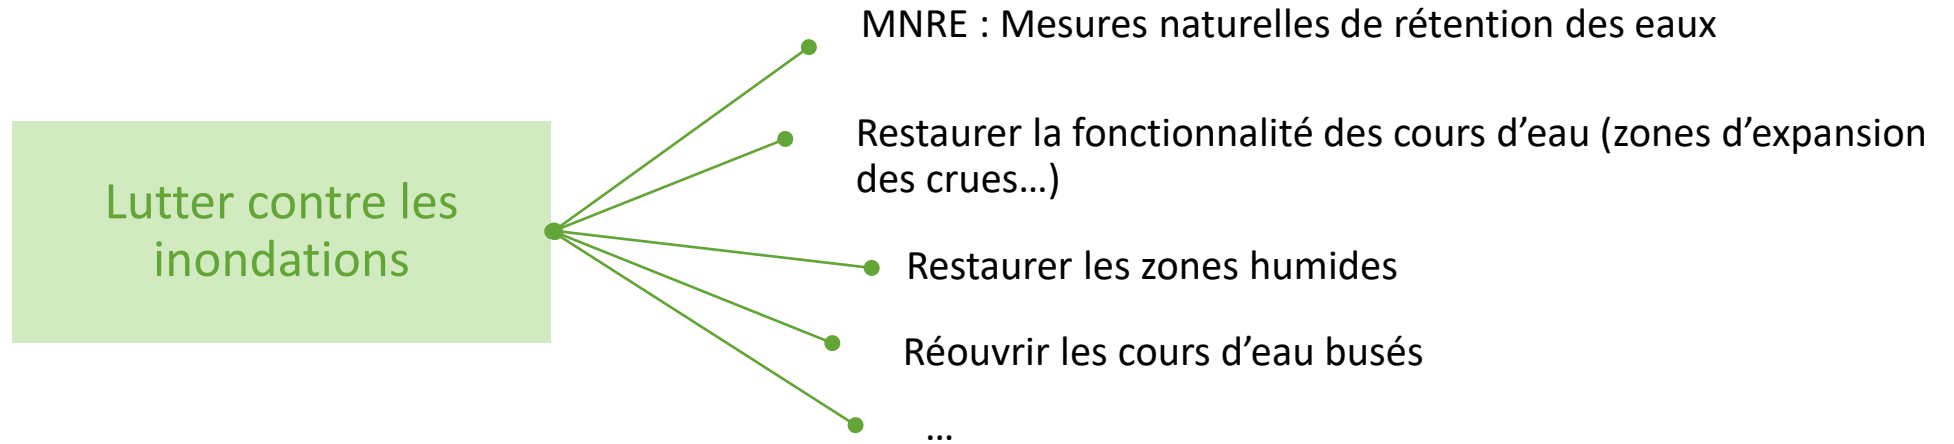 MNRE : Mesures naturelles de rétention des eaux
Restaurer la fonctionnalité des cours d’eau (zones d’expansion
des crues…)
Lutter contre les
inondations
Restaurer les zones humides
Réouvrir les cours d’eau busés
…